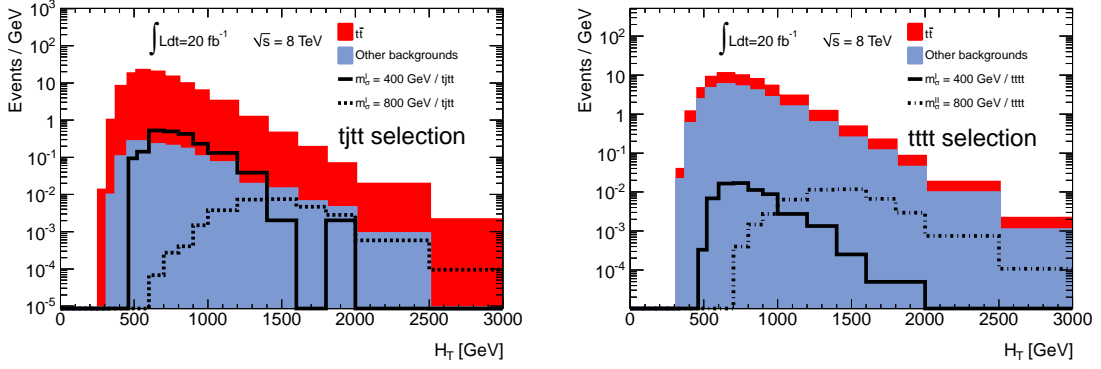 Events / GeV
10³
10²
10
1
10⁻¹
10⁻²
10⁻³
10⁻⁴
10⁻⁵
∫ Ldt=20 fb⁻¹ √s = 8 TeV
tt̄
Other backgrounds
mᴵσ = 400 GeV / tjtt
mᴵσ = 800 GeV / tjtt
tjtt selection
0 500 1000 1500 2000 2500 3000
H_T [GeV]
Events / GeV
10²
10
1
10⁻¹
10⁻²
10⁻³
10⁻⁴
∫ Ldt=20 fb⁻¹ √s = 8 TeV
tt̄
Other backgrounds
mᴵσ = 400 GeV / tttt
mᴵᴵσ = 800 GeV / tttt
tttt selection
0 500 1000 1500 2000 2500 3000
H_T [GeV]